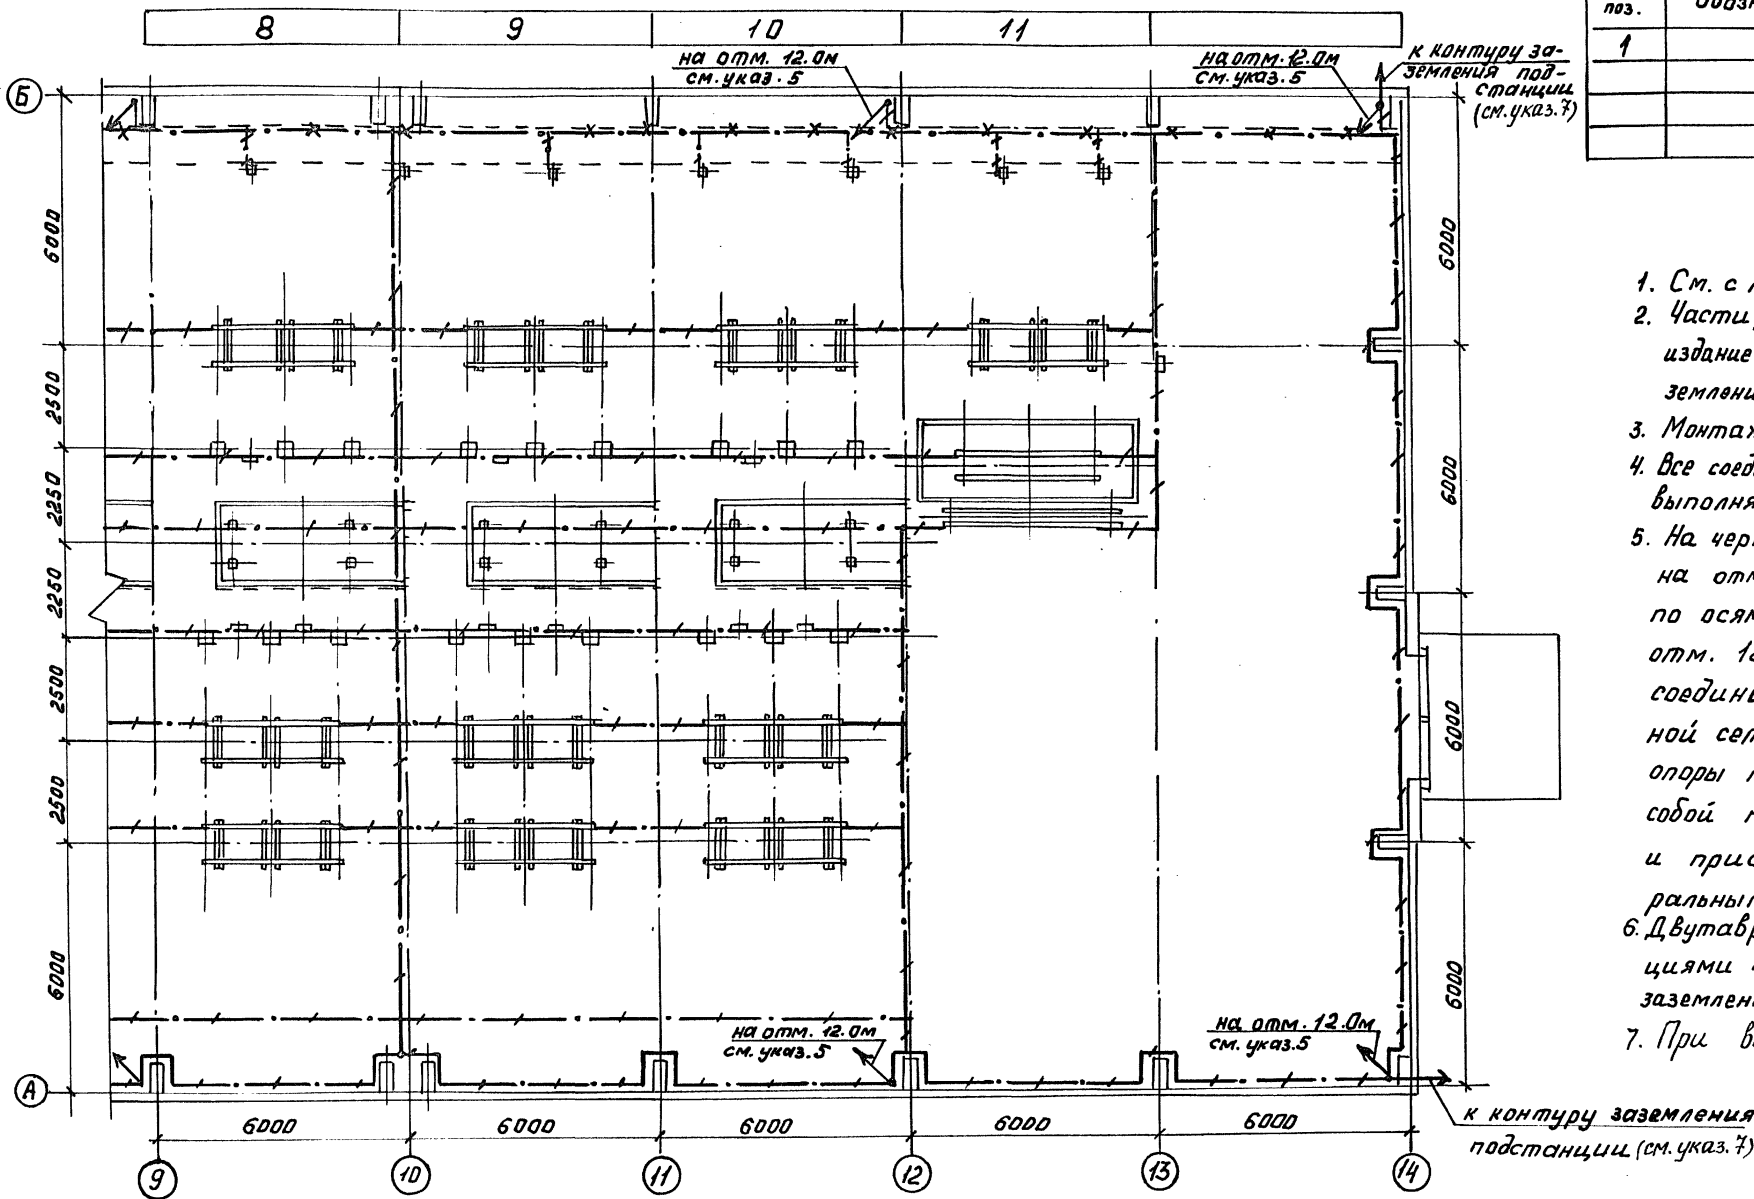 8 9 10 11
поз.
1
на отм. 12.0м
см. указ. 5
на отм. 12.0м
см. указ. 5
к контуру за-
земления под-
станции
(см. указ. 7)
Б
6000
2500
2250
2250
2500
2500
6000
А
6000
6000
6000
6000
на отм. 12.0м
см. указ. 5
на отм. 12.0м
см. указ. 5
6000 6000 6000 6000 6000
9 10 11 12 13 14
к контуру заземления
подстанции (см. указ. 7)
1. См. с
2. Части
издание
землени
3. Монта
4. Все соед
выполня
5. На чер
на отм
по осям
отм. 12
соедин
ной се
опоры
собой
и прис
ральны
6. Двутавр
циями
заземлен
7. При в